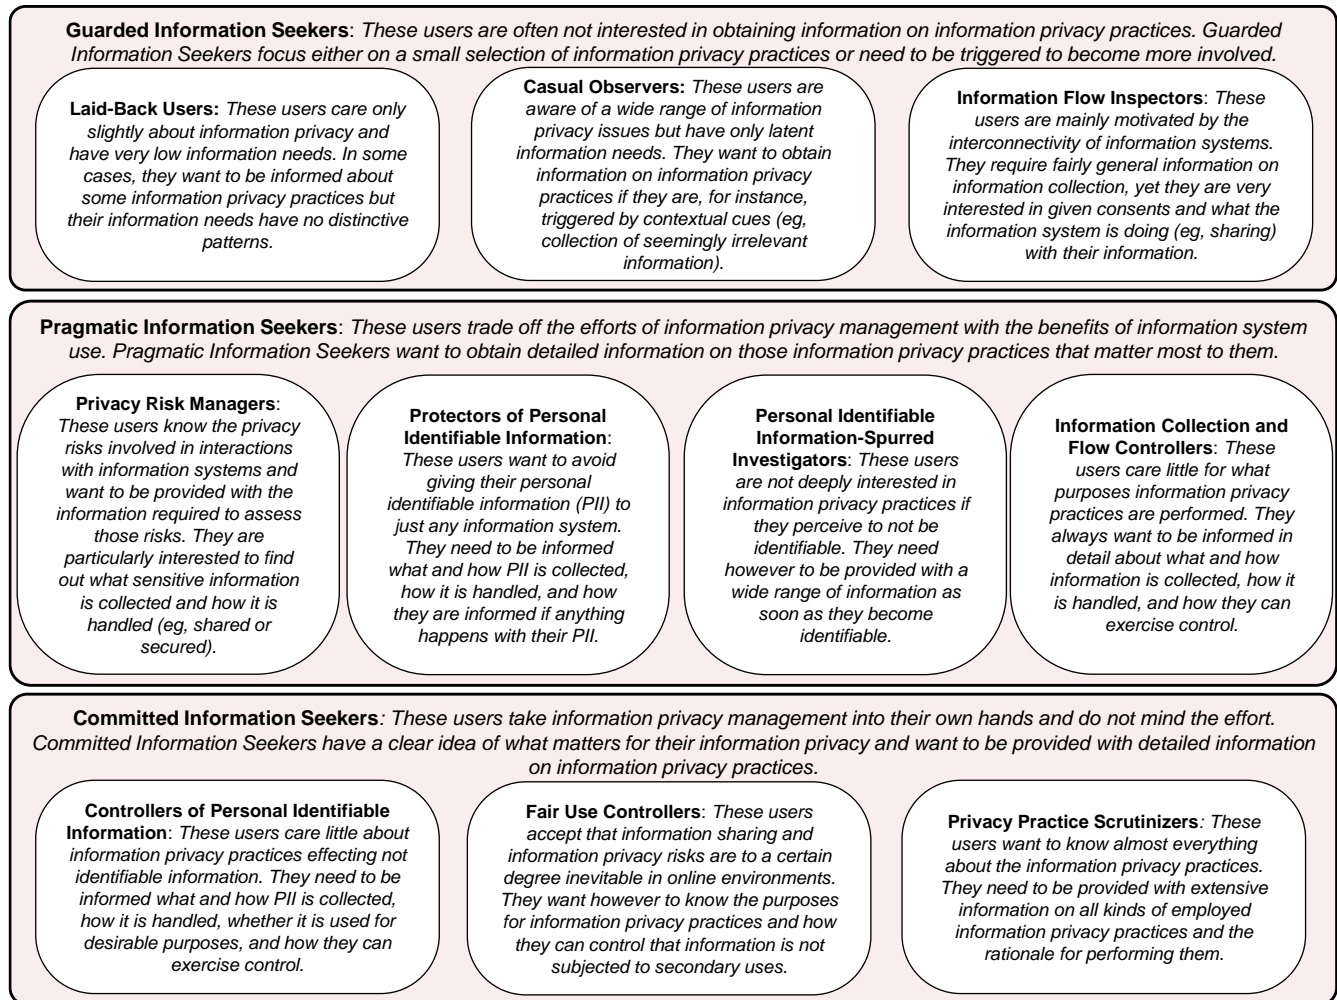 Guarded Information Seekers: These users are often not interested in obtaining information on information privacy practices. Guarded
Information Seekers focus either on a small selection of information privacy practices or need to be triggered to become more involved.
Laid-Back Users: These users care only
slightly about information privacy and
have very low information needs. In some
cases, they want to be informed about
some information privacy practices but
their information needs have no distinctive
patterns.
Casual Observers: These users are
aware of a wide range of information
privacy issues but have only latent
information needs. They want to obtain
information on information privacy
practices if they are, for instance,
triggered by contextual cues (eg,
collection of seemingly irrelevant
information).
Information Flow Inspectors: These
users are mainly motivated by the
interconnectivity of information systems.
They require fairly general information on
information collection, yet they are very
interested in given consents and what the
information system is doing (eg, sharing)
with their information.
Pragmatic Information Seekers: These users trade off the efforts of information privacy management with the benefits of information system
use. Pragmatic Information Seekers want to obtain detailed information on those information privacy practices that matter most to them.
Privacy Risk Managers:
These users know the privacy
risks involved in interactions
with information systems and
want to be provided with the
information required to assess
those risks. They are
particularly interested to find
out what sensitive information
is collected and how it is
handled (eg, shared or
secured).
Protectors of Personal
Identifiable Information:
These users want to avoid
giving their personal
identifiable information (PII) to
just any information system.
They need to be informed
what and how PII is collected,
how it is handled, and how
they are informed if anything
happens with their PII.
Personal Identifiable
Information-Spurred
Investigators: These users
are not deeply interested in
information privacy practices if
they perceive to not be
identifiable. They need
however to be provided with a
wide range of information as
soon as they become
identifiable.
Information Collection and
Flow Controllers: These
users care little for what
purposes information privacy
practices are performed. They
always want to be informed in
detail about what and how
information is collected, how it
is handled, and how they can
exercise control.
Committed Information Seekers: These users take information privacy management into their own hands and do not mind the effort.
Committed Information Seekers have a clear idea of what matters for their information privacy and want to be provided with detailed information
on information privacy practices.
Controllers of Personal Identifiable
Information: These users care little about
information privacy practices effecting not
identifiable information. They need to be
informed what and how PII is collected,
how it is handled, whether it is used for
desirable purposes, and how they can
exercise control.
Fair Use Controllers: These users
accept that information sharing and
information privacy risks are to a certain
degree inevitable in online environments.
They want however to know the purposes
for information privacy practices and how
they can control that information is not
subjected to secondary uses.
Privacy Practice Scrutinizers: These
users want to know almost everything
about the information privacy practices.
They need to be provided with extensive
information on all kinds of employed
information privacy practices and the
rationale for performing them.